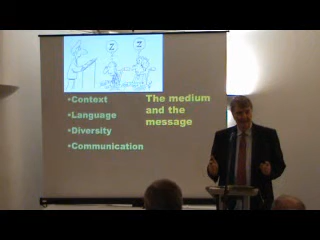 Z
Z
•Context
•Language
•Diversity
•Communication
The medium
and the
message